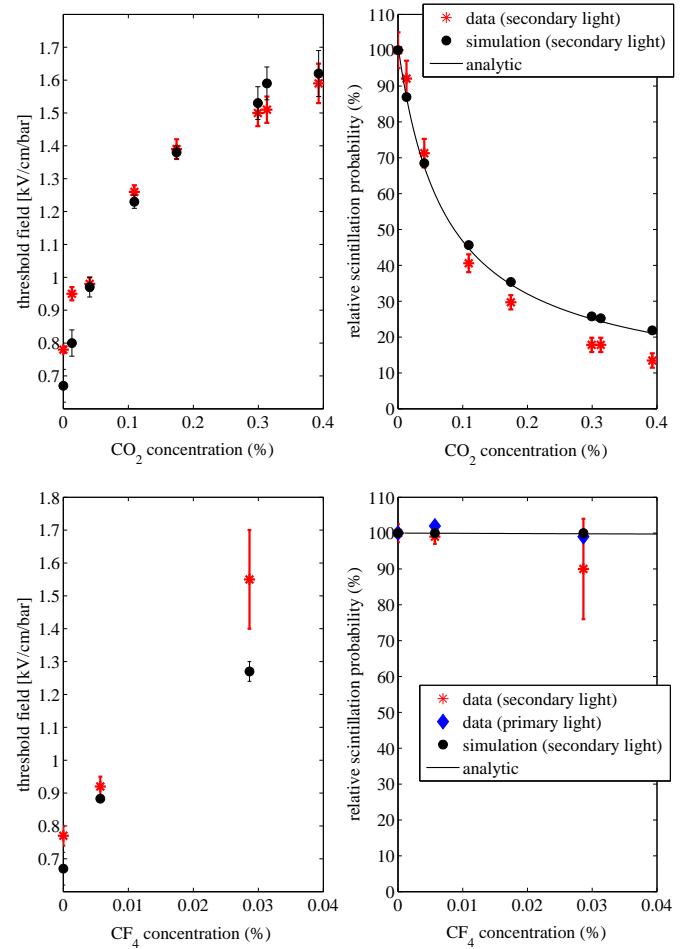 1.7
1.6
1.5
1.4
1.3
1.2
1.1
1
0.9
0.8
0.7
threshold field [kV/cm/bar]
0 0.1 0.2 0.3 0.4
CO2 concentration (%)
data (secondary light)
simulation (secondary light)
analytic
110
100
90
80
70
60
50
40
30
20
10
0
relative scintillation probability (%)
0 0.1 0.2 0.3 0.4
CO2 concentration (%)
1.8
1.7
1.6
1.5
1.4
1.3
1.2
1.1
1
0.9
0.8
0.7
threshold field [kV/cm/bar]
0 0.01 0.02 0.03 0.04
CF4 concentration (%)
110
100
90
80
70
60
50
40
30
20
10
0
relative scintillation probability (%)
data (secondary light)
data (primary light)
simulation (secondary light)
analytic
0 0.01 0.02 0.03 0.04
CF4 concentration (%)